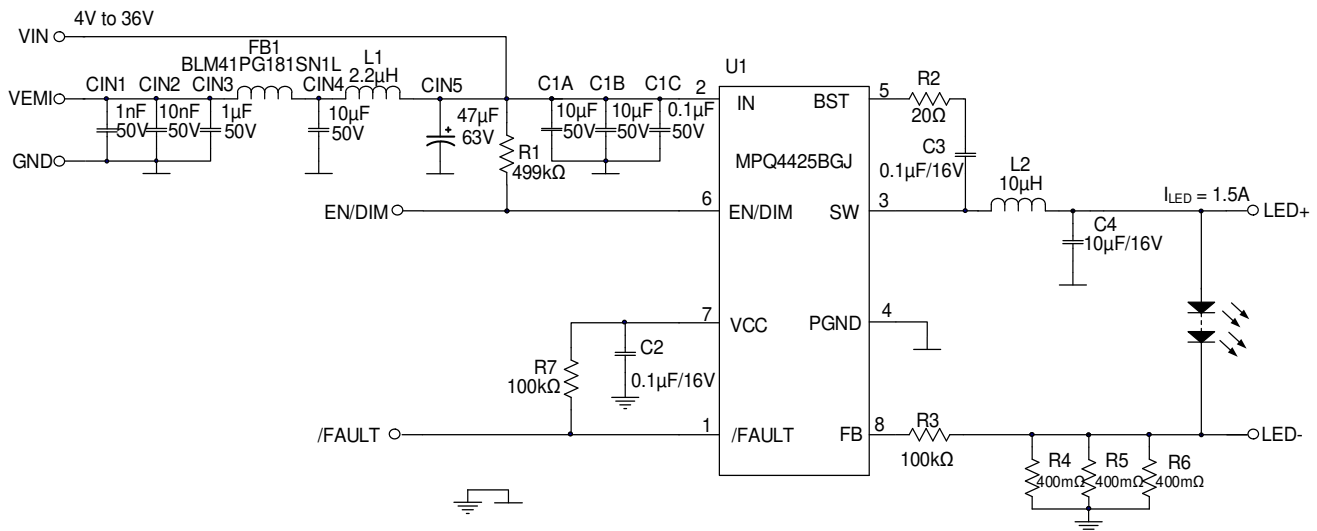 4V to 36V
VIN
FB1
BLM41PG181SN1L
L1
2.2µH
VEMI
CIN1
CIN2
CIN3
CIN4
CIN5
C1A
C1B
C1C
1nF
50V
10nF
50V
1µF
50V
10µF
50V
47µF
63V
10µF
50V
10µF
50V
0.1µF
50V
GND
R1
499kΩ
EN/DIM
U1
MPQ4425BGJ
2
IN
BST
5
6
EN/DIM
SW
3
7
VCC
PGND
4
1
/FAULT
FB
8
R2
20Ω
C3
0.1µF/16V
L2
10µH
ILED = 1.5A
LED+
C4
10µF/16V
R7
100kΩ
C2
0.1µF/16V
/FAULT
R3
100kΩ
LED-
R4
400mΩ
R5
400mΩ
R6
400mΩ